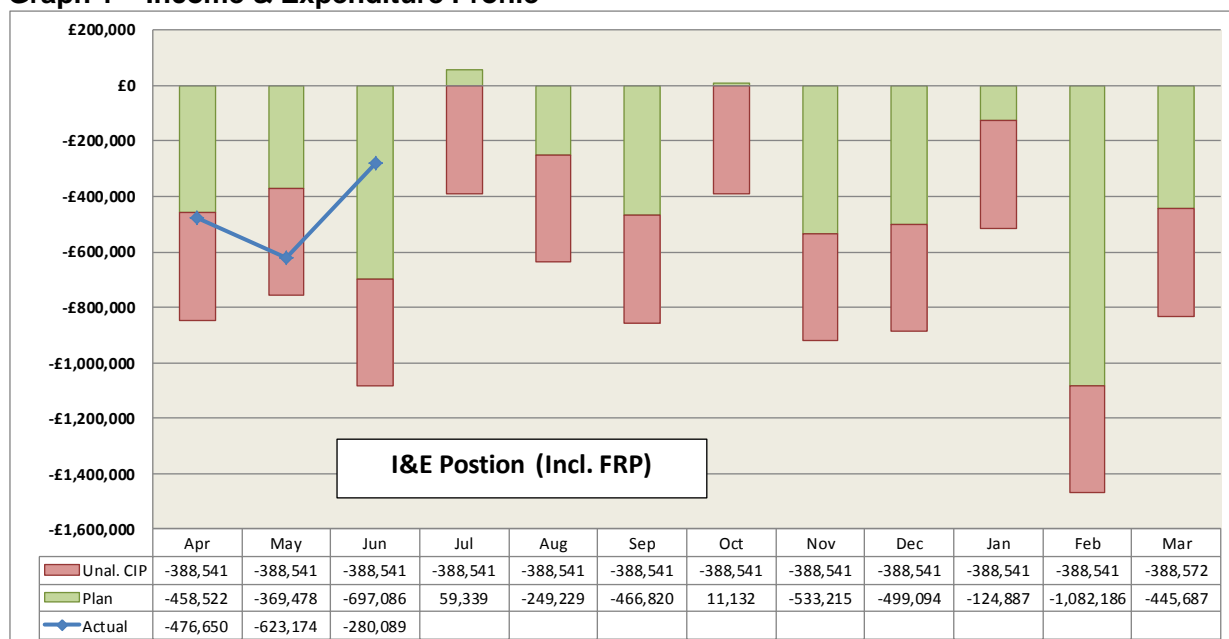 Graph 1 – Income & Expenditure Profile
£200,000
£0
-£200,000
-£400,000
-£600,000
-£800,000
-£1,000,000
-£1,200,000
-£1,400,000
-£1,600,000
I&E Postion (Incl. FRP)
Apr May Jun Jul Aug Sep Oct Nov Dec Jan Feb Mar
Unal. CIP -388,541 -388,541 -388,541 -388,541 -388,541 -388,541 -388,541 -388,541 -388,541 -388,541 -388,541 -388,572
Plan -458,522 -369,478 -697,086 59,339 -249,229 -466,820 11,132 -533,215 -499,094 -124,887 -1,082,186 -445,687
Actual -476,650 -623,174 -280,089